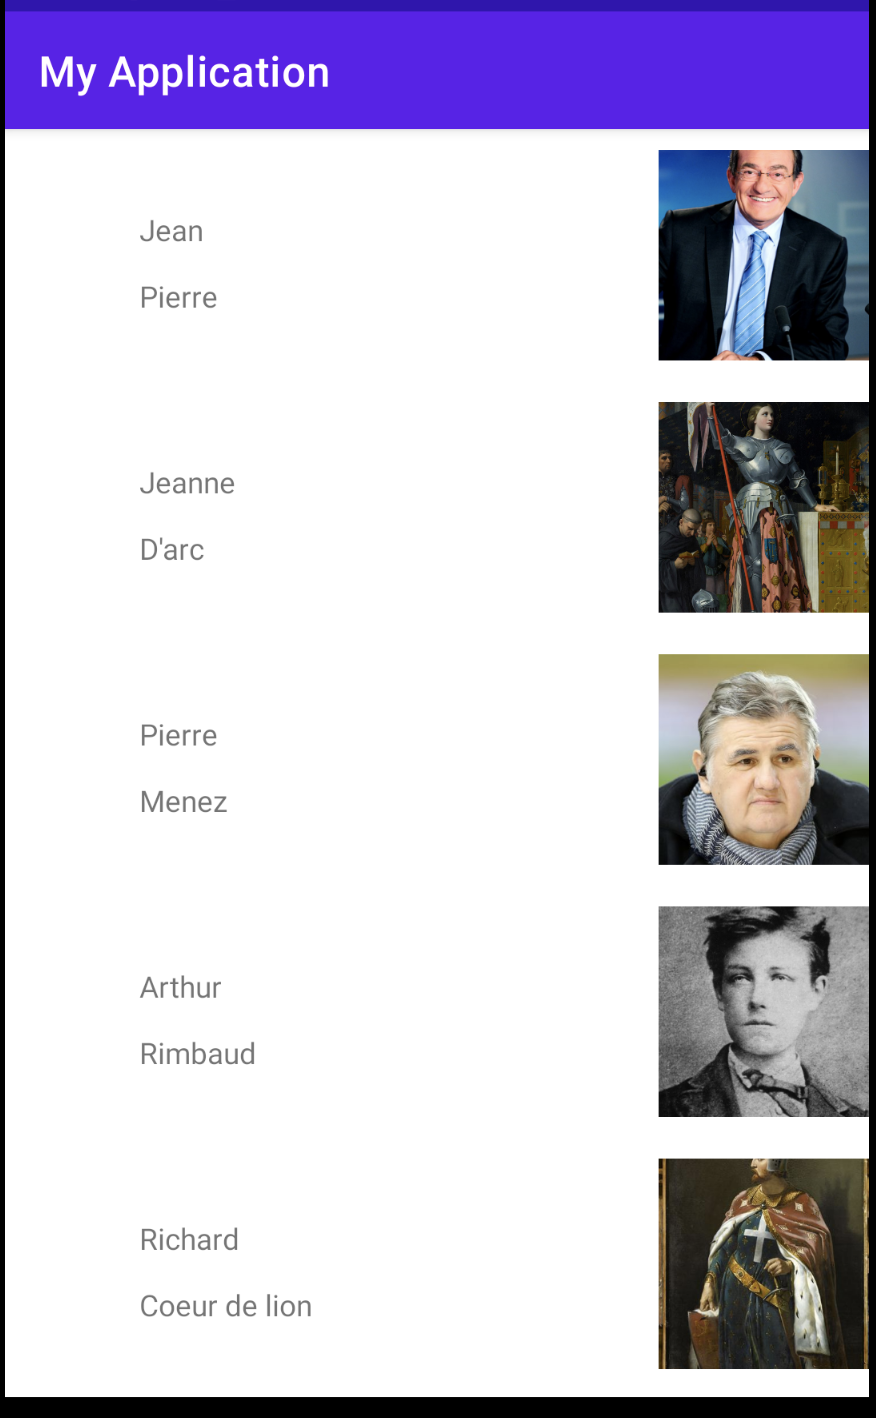 My Application
Jean
Pierre
Jeanne
D'arc
Pierre
Menez
Arthur
Rimbaud
Richard
Coeur de lion